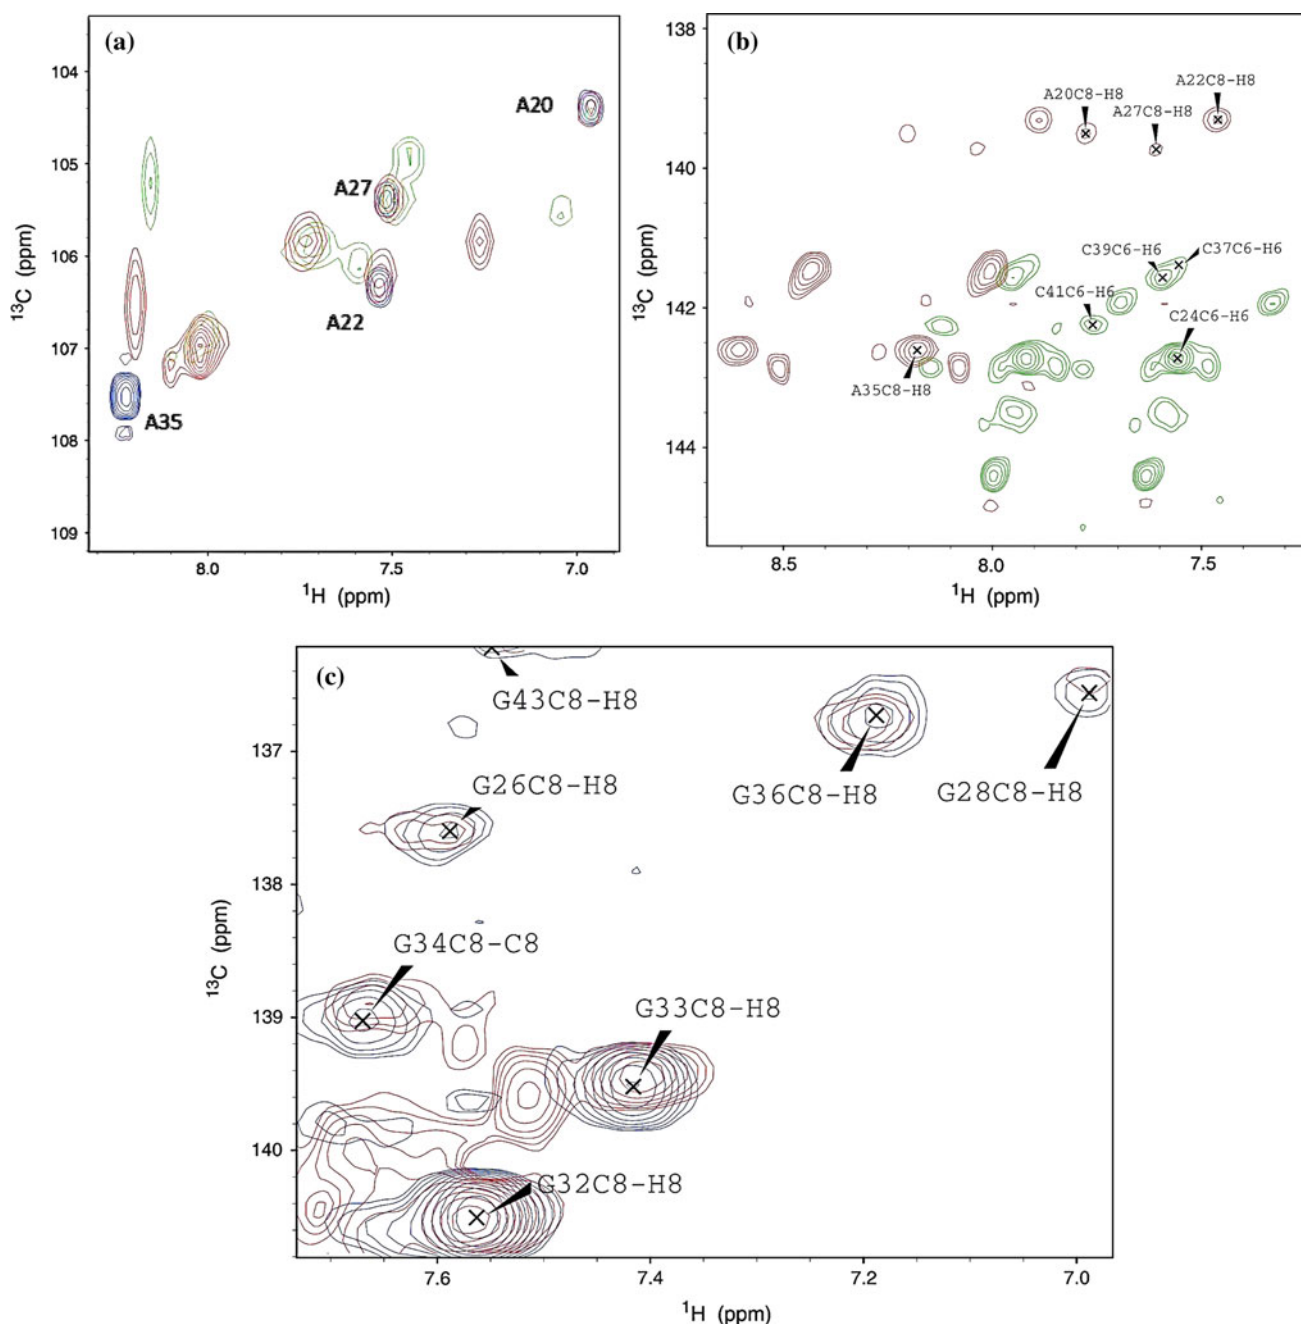 (a)
104
105
106
107
108
109
A20
A27
A22
A35
8.0
7.5
7.0
¹³C (ppm)
¹H (ppm)
(b)
138
140
142
144
A20C8-H8
A22C8-H8
A27C8-H8
C39C6-H6
C37C6-H6
C41C6-H6
C24C6-H6
A35C8-H8
8.5
8.0
7.5
¹³C (ppm)
¹H (ppm)
(c)
137
138
139
140
G43C8-H8
G26C8-H8
G36C8-H8
G28C8-H8
G34C8-C8
G33C8-H8
G32C8-H8
7.6
7.4
7.2
7.0
¹³C (ppm)
¹H (ppm)